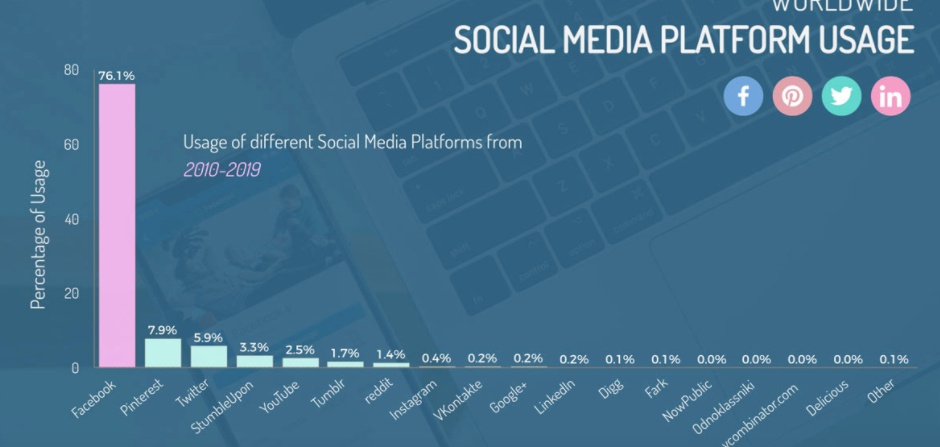 WORLDWIDE
SOCIAL MEDIA PLATFORM USAGE
Usage of different Social Media Platforms from
2010-2019
Percentage of Usage
80
60
40
20
0
76.1%
7.9%
5.9%
3.3%
2.5%
1.7%
1.4%
0.4%
0.2%
0.2%
0.2%
0.1%
0.1%
0.0%
0.0%
0.0%
0.0%
0.1%
Facebook
Pinterest
Twitter
StumbleUpon
YouTube
Tumblr
reddit
Instagram
VKontakte
Google+
LinkedIn
Digg
Fark
NowPublic
Odnoklassniki
ycombinator.com
Delicious
Other